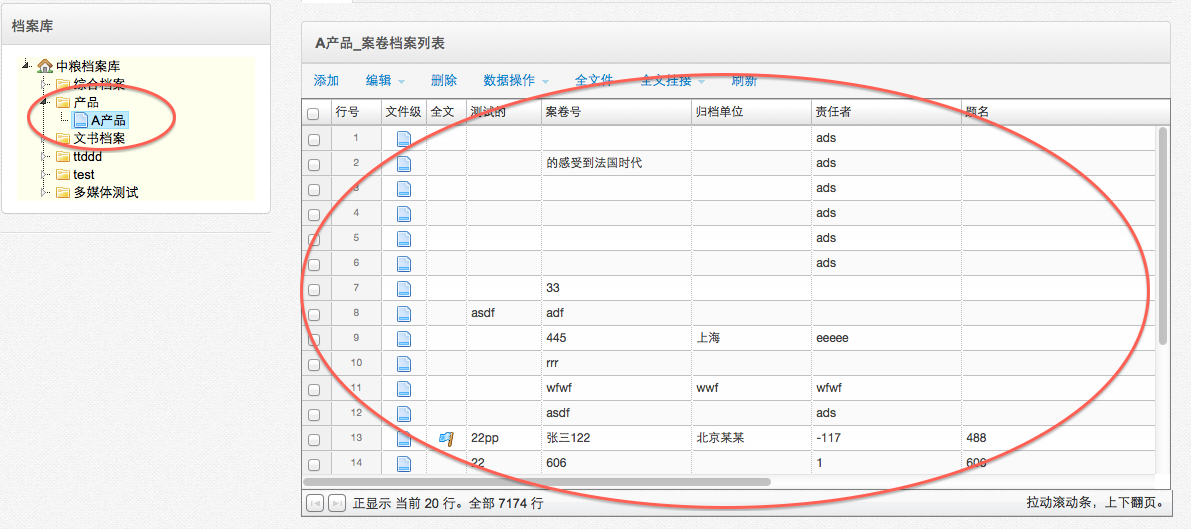 档案库
中粮档案库
综合档案
产品
A产品
文书档案
ttddd
test
多媒体测试
A产品_案卷档案列表
添加 编辑 删除 数据操作 全文件 全文挂接 刷新
行号 文件级 全文 测试的 案卷号 归档单位 责任者 题名
1 ads
2 的感受到法国时代 ads
3 ads
4 ads
5 ads
6 ads
7 33
8 asdf adf
9 445 上海 eeeee
10 rrr
11 wfwf wwf wfwf
12 asdf ads
13 22pp 张三122 北京某某 -117 488
14 22 606 1 606
正显示 当前 20 行。全部 7174 行 拉动滚动条，上下翻页。